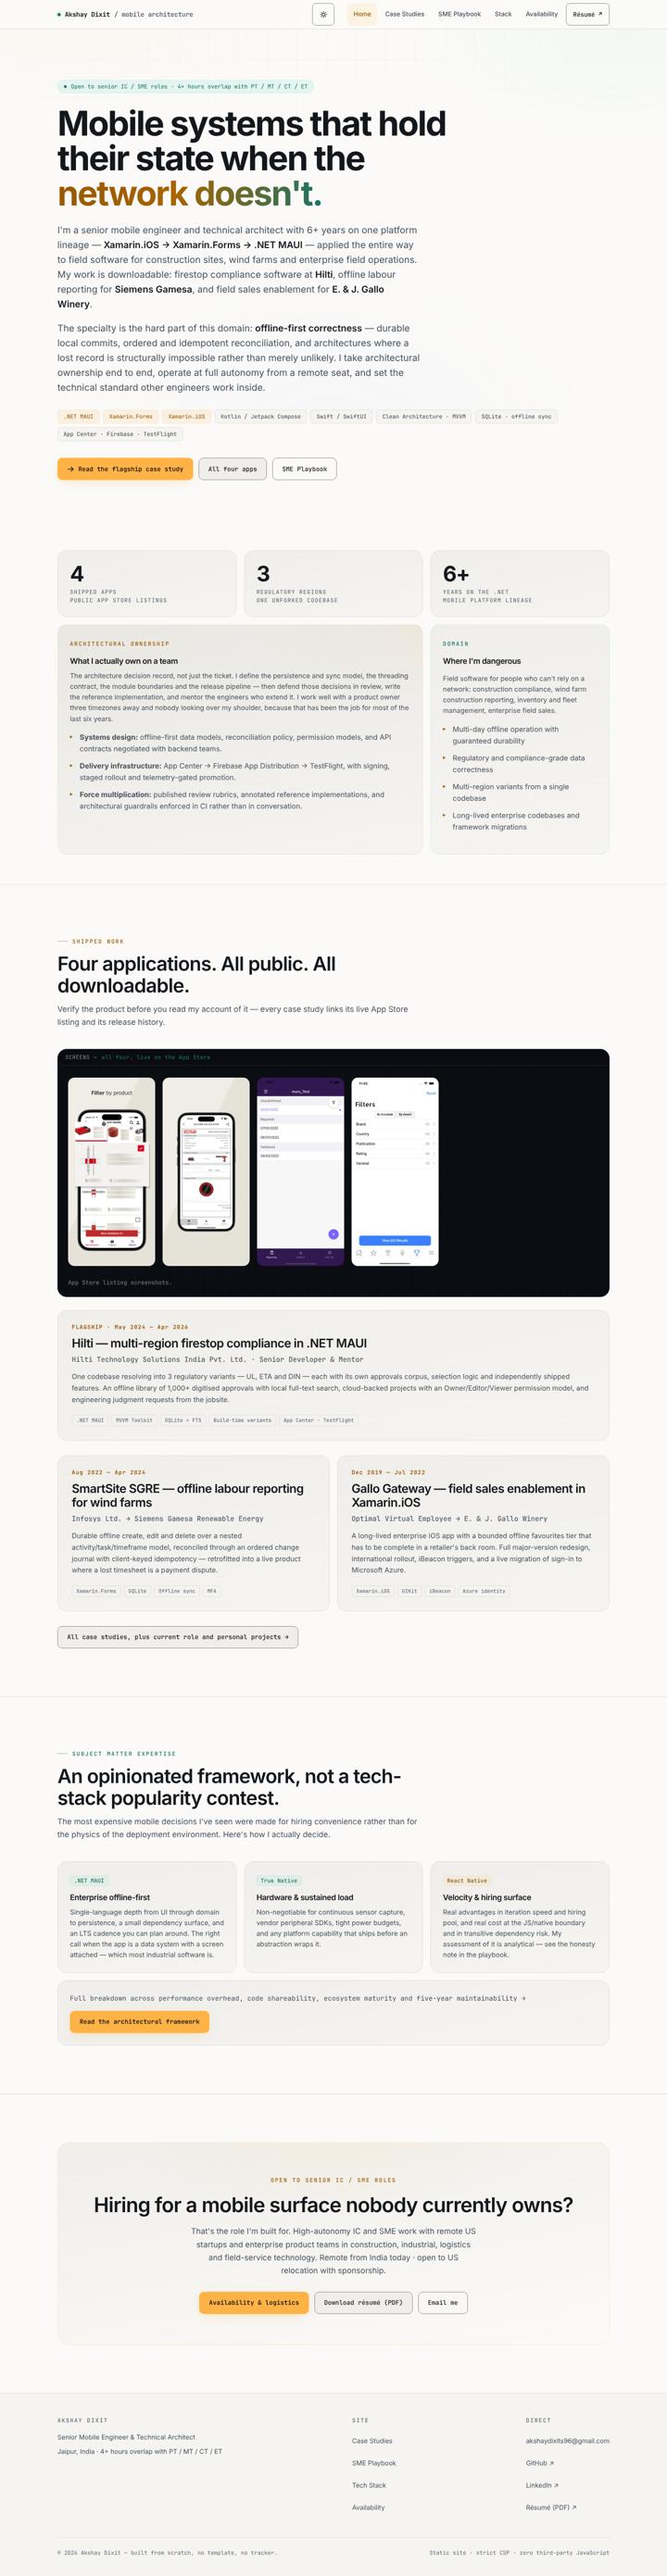 Akshay Dixit / mobile architecture
Home Case Studies SME Playbook Stack Availability Résumé ↗
Open to senior IC / SME roles · 4+ hours overlap with PT / MT / CT / ET
Mobile systems that hold
their state when the
network doesn't.
I'm a senior mobile engineer and technical architect with 6+ years on one platform
lineage — Xamarin.iOS → Xamarin.Forms → .NET MAUI — applied the entire way
to field software for construction sites, wind farms and enterprise field operations.
My work is downloadable: firestop compliance software at Hilti, offline labour
reporting for Siemens Gamesa, and field sales enablement for E. & J. Gallo
Winery.
The specialty is the hard part of this domain: offline-first correctness — durable
local commits, ordered and idempotent reconciliation, and architectures where a
lost record is structurally impossible rather than merely unlikely. I take architectural
ownership end to end, operate at full autonomy from a remote seat, and set the
technical standard other engineers work inside.
.NET MAUI Xamarin.Forms Xamarin.iOS Kotlin / Jetpack Compose Swift / SwiftUI Clean Architecture · MVVM SQLite · offline sync
App Center · Firebase · TestFlight
→ Read the flagship case study All four apps SME Playbook
4
SHIPPED APPS
PUBLIC APP STORE LISTINGS
3
REGULATORY REGIONS
ONE UNFORKED CODEBASE
6+
YEARS ON THE .NET
MOBILE PLATFORM LINEAGE
ARCHITECTURAL OWNERSHIP
What I actually own on a team
The architecture decision record, not just the ticket. I define the persistence and sync model, the threading
contract, the module boundaries and the release pipeline — then defend those decisions in review, write
the reference implementation, and mentor the engineers who extend it. I work well with a product owner
three timezones away and nobody looking over my shoulder, because that has been the job for most of the
last six years.
Systems design: offline-first data models, reconciliation policy, permission models, and API
contracts negotiated with backend teams.
Delivery infrastructure: App Center → Firebase App Distribution → TestFlight, with signing,
staged rollout and telemetry-gated promotion.
Force multiplication: published review rubrics, annotated reference implementations, and
architectural guardrails enforced in CI rather than in conversation.
DOMAIN
Where I'm dangerous
Field software for people who can't rely on a
network: construction compliance, wind farm
construction reporting, inventory and fleet
management, enterprise field sales.
Multi-day offline operation with
guaranteed durability
Regulatory and compliance-grade data
correctness
Multi-region variants from a single
codebase
Long-lived enterprise codebases and
framework migrations
SHIPPED WORK
Four applications. All public. All
downloadable.
Verify the product before you read my account of it — every case study links its live App Store
listing and its release history.
SCREENS — all four, live on the App Store
Filter by product
Filters
Brand
Country
Publication
Rating
Varietal
App Store listing screenshots.
FLAGSHIP · May 2024 — Apr 2026
Hilti — multi-region firestop compliance in .NET MAUI
Hilti Technology Solutions India Pvt. Ltd. · Senior Developer & Mentor
One codebase resolving into 3 regulatory variants — UL, ETA and DIN — each with its own approvals corpus, selection logic and independently shipped
features. An offline library of 1,000+ digitised approvals with local full-text search, cloud-backed projects with an Owner/Editor/Viewer permission model, and
engineering judgment requests from the jobsite.
.NET MAUI MVVM Toolkit SQLite + FTS Build-time variants App Center · TestFlight
Aug 2022 — Apr 2024
SmartSite SGRE — offline labour reporting
for wind farms
Infosys Ltd. → Siemens Gamesa Renewable Energy
Durable offline create, edit and delete over a nested
activity/task/timeframe model, reconciled through an ordered change
journal with client-keyed idempotency — retrofitted into a live product
where a lost timesheet is a payment dispute.
Xamarin.Forms SQLite Offline sync MFA
Dec 2019 — Jul 2022
Gallo Gateway — field sales enablement in
Xamarin.iOS
Optimal Virtual Employee → E. & J. Gallo Winery
A long-lived enterprise iOS app with a bounded offline favourites tier that
has to be complete in a retailer's back room. Full major-version redesign,
international rollout, iBeacon triggers, and a live migration of sign-in to
Microsoft Azure.
Xamarin.iOS UIKit iBeacon Azure identity
All case studies, plus current role and personal projects →
SUBJECT MATTER EXPERTISE
An opinionated framework, not a tech-
stack popularity contest.
The most expensive mobile decisions I've seen were made for hiring convenience rather than for
the physics of the deployment environment. Here's how I actually decide.
.NET MAUI
Enterprise offline-first
Single-language depth from UI through domain
to persistence, a small dependency surface, and
an LTS cadence you can plan around. The right
call when the app is a data system with a screen
attached — which most industrial software is.
True Native
Hardware & sustained load
Non-negotiable for continuous sensor capture,
vendor peripheral SDKs, tight power budgets,
and any platform capability that ships before an
abstraction wraps it.
React Native
Velocity & hiring surface
Real advantages in iteration speed and hiring
pool, and real cost at the JS/native boundary
and in transitive dependency risk. My
assessment of it is analytical — see the honesty
note in the playbook.
Full breakdown across performance overhead, code shareability, ecosystem maturity and five-year maintainability →
Read the architectural framework
OPEN TO SENIOR IC / SME ROLES
Hiring for a mobile surface nobody currently owns?
That's the role I'm built for. High-autonomy IC and SME work with remote US
startups and enterprise product teams in construction, industrial, logistics
and field-service technology. Remote from India today · open to US
relocation with sponsorship.
Availability & logistics Download résumé (PDF) Email me
AKSHAY DIXIT
Senior Mobile Engineer & Technical Architect
Jaipur, India · 4+ hours overlap with PT / MT / CT / ET
SITE
Case Studies
SME Playbook
Tech Stack
Availability
DIRECT
akshaydixits96@gmail.com
GitHub ↗
LinkedIn ↗
Résumé (PDF) ↗
© 2026 Akshay Dixit — built from scratch, no template, no tracker.
Static site · strict CSP · zero third-party JavaScript